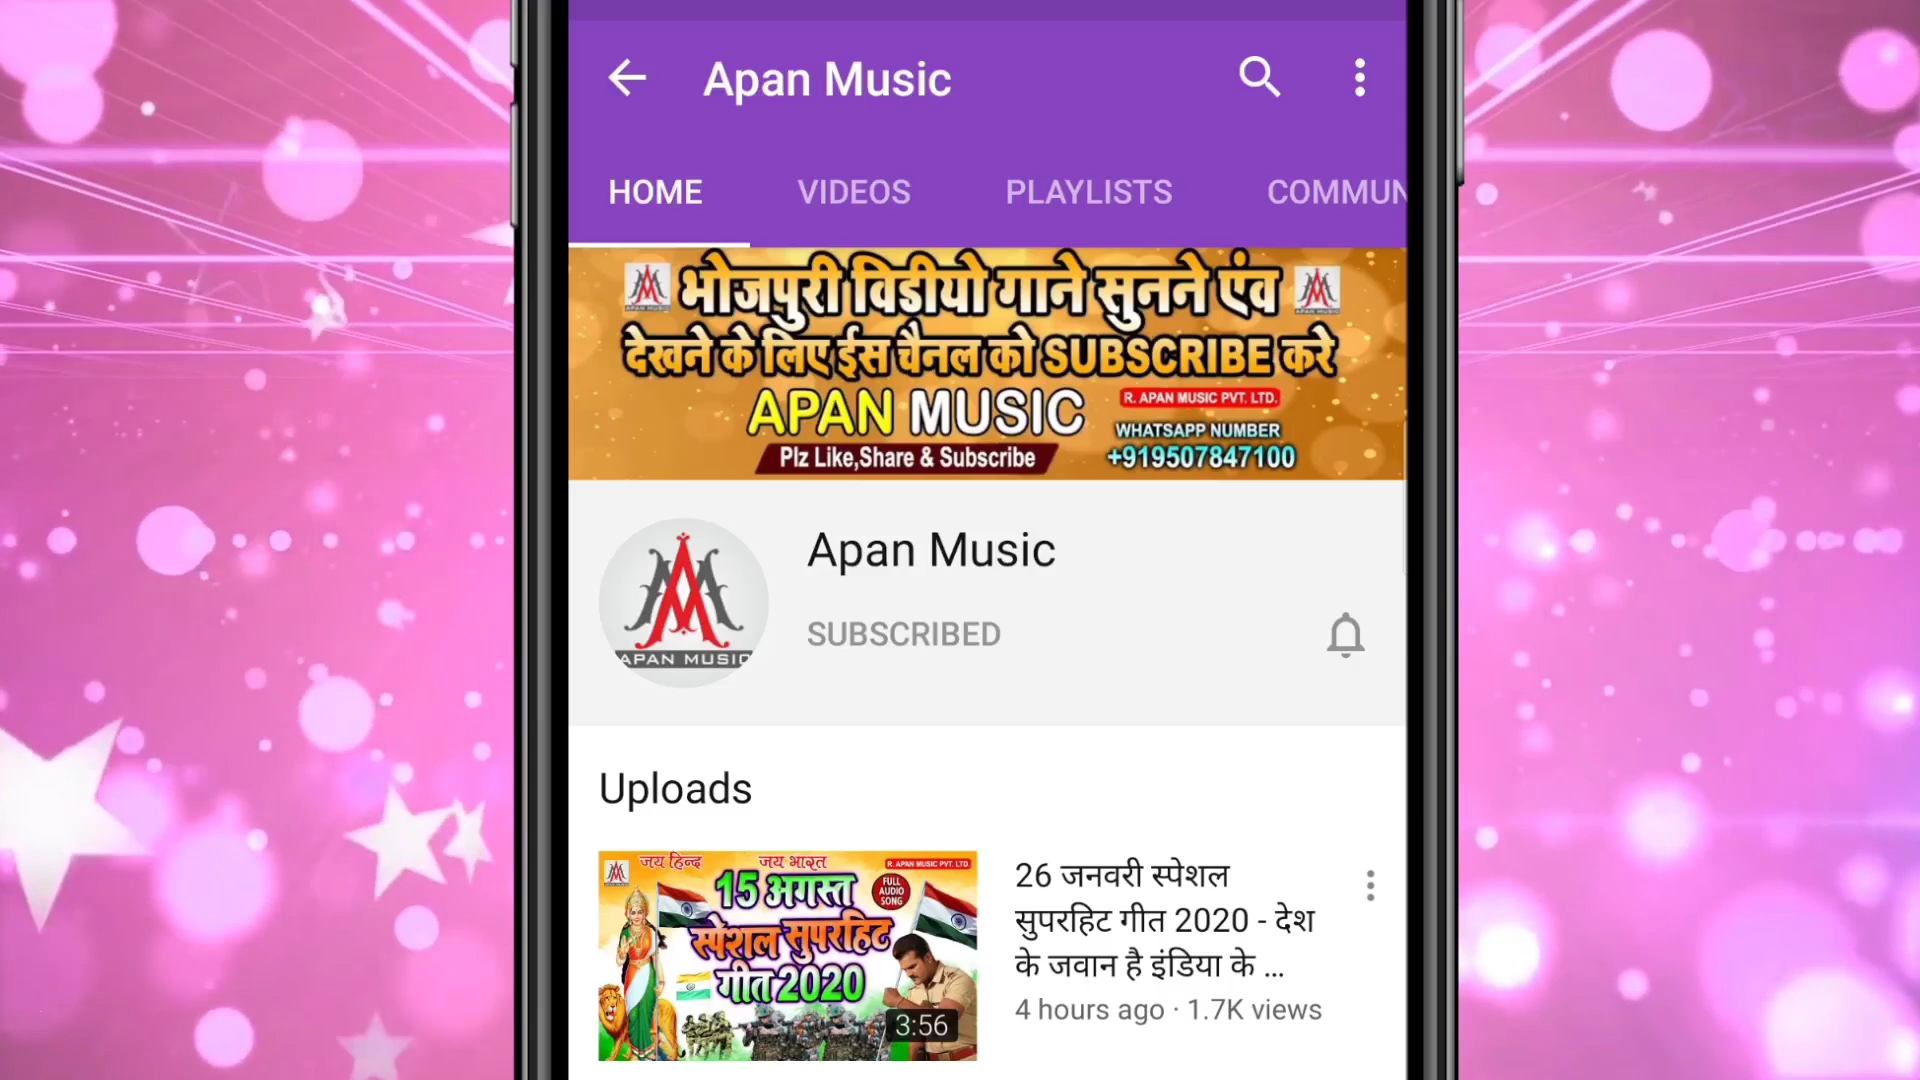 Apan Music
HOME VIDEOS PLAYLISTS COMMUN
भोजपुरी विडीयो गाने सुनने एंव
देखने के लिए ईस चैनल को SUBSCRIBE करे
APAN MUSIC
R. APAN MUSIC PVT. LTD.
Plz Like,Share & Subscribe
WHATSAPP NUMBER
+919507847100
APAN MUSIC
Apan Music
SUBSCRIBED
Uploads
जय हिन्द जय भारत
R. APAN MUSIC PVT. LTD
15 अगस्त
FULL
AUDIO
SONG
स्पेशल सुपरहिट
गीत 2020
3:56
26 जनवरी स्पेशल
सुपरहिट गीत 2020 - देश
के जवान है इंडिया के ...
4 hours ago · 1.7K views